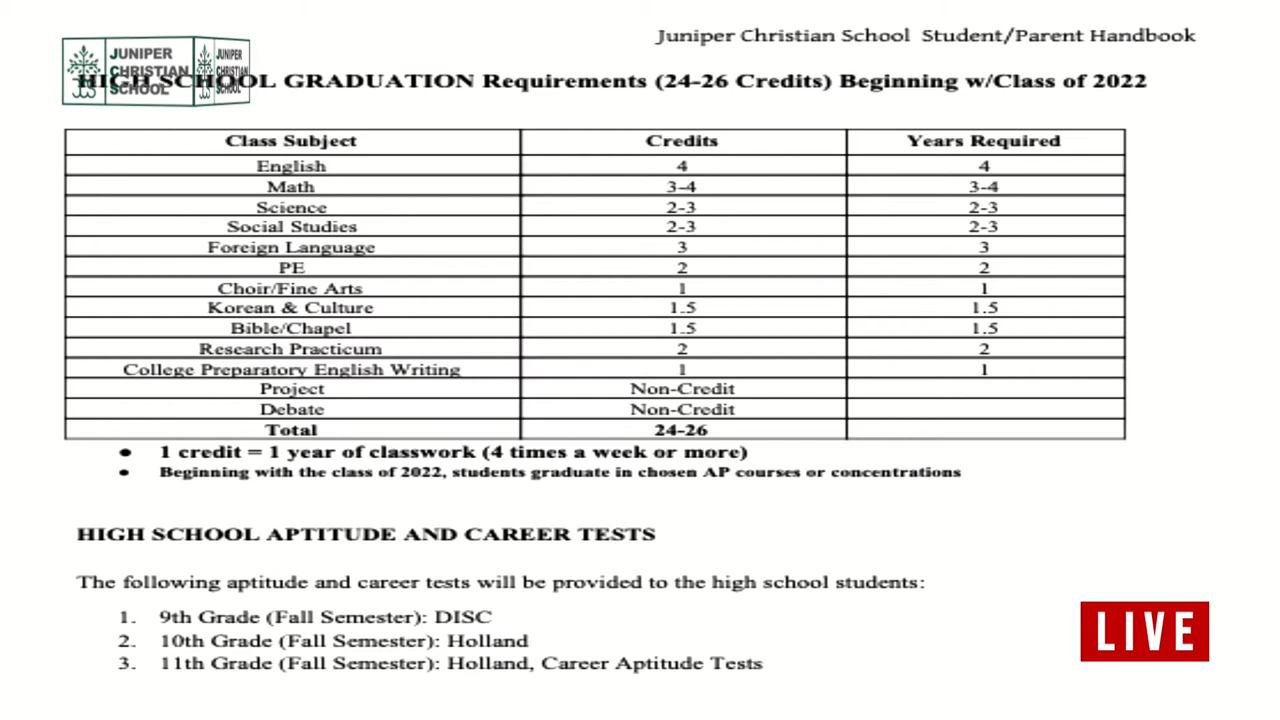 Juniper Christian School Student/Parent Handbook
JUNIPER
CHRISTIAN
SCHOOL
JUNIPER
CHRISTIAN
SCHOOL
HIGH SCHOOL GRADUATION Requirements (24-26 Credits) Beginning w/Class of 2022
Class Subject Credits Years Required
English 4 4
Math 3-4 3-4
Science 2-3 2-3
Social Studies 2-3 2-3
Foreign Language 3 3
PE 2 2
Choir/Fine Arts 1 1
Korean & Culture 1.5 1.5
Bible/Chapel 1.5 1.5
Research Practicum 2 2
College Preparatory English Writing 1 1
Project Non-Credit
Debate Non-Credit
Total 24-26
• 1 credit = 1 year of classwork (4 times a week or more)
• Beginning with the class of 2022, students graduate in chosen AP courses or concentrations
HIGH SCHOOL APTITUDE AND CAREER TESTS
The following aptitude and career tests will be provided to the high school students:
1. 9th Grade (Fall Semester): DISC
2. 10th Grade (Fall Semester): Holland
3. 11th Grade (Fall Semester): Holland, Career Aptitude Tests
LIVE